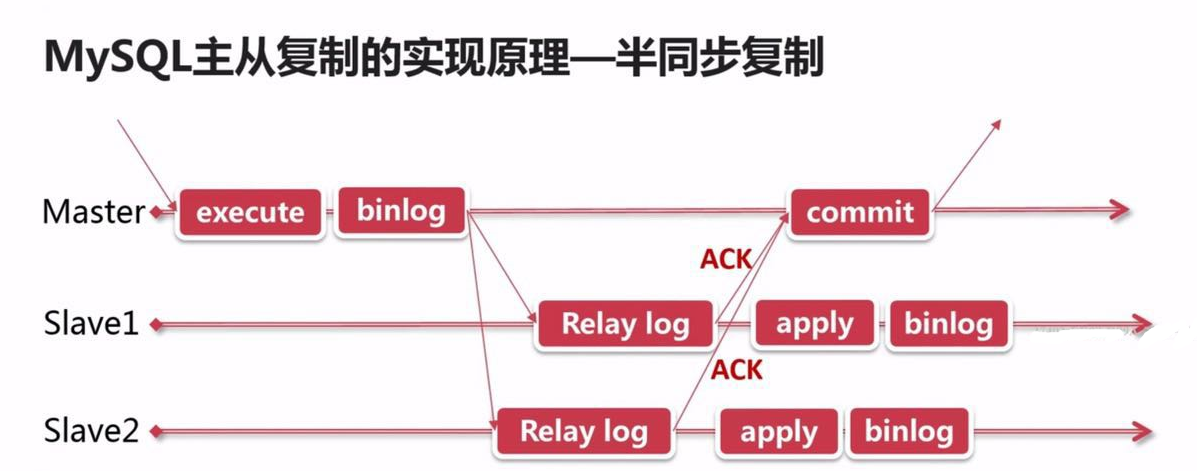 MySQL主从复制的实现原理—半同步复制
Master
execute
binlog
commit
ACK
Slave1
Relay log
apply
binlog
ACK
Slave2
Relay log
apply
binlog